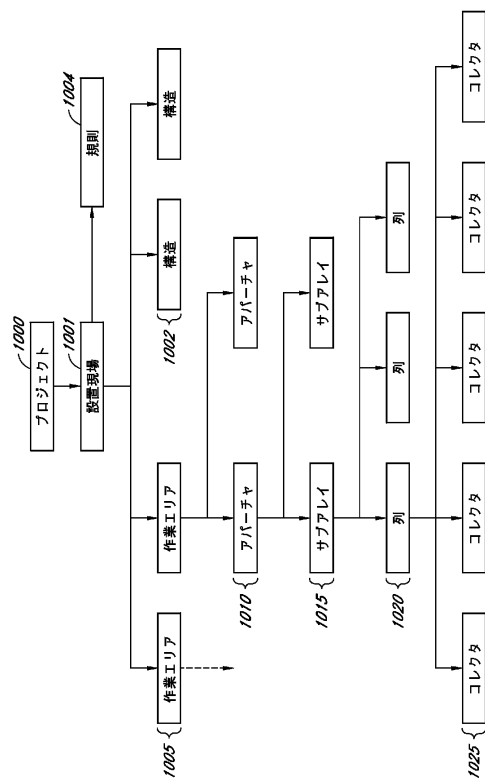 1000
プロジェクト
1001
設置現場
1004
規則
作業エリア
作業エリア
構造
構造
1005
1002
アパーチャ
アパーチャ
1010
サブアレイ
サブアレイ
1015
列
列
列
1020
コレクタ
コレクタ
コレクタ
コレクタ
コレクタ
1025